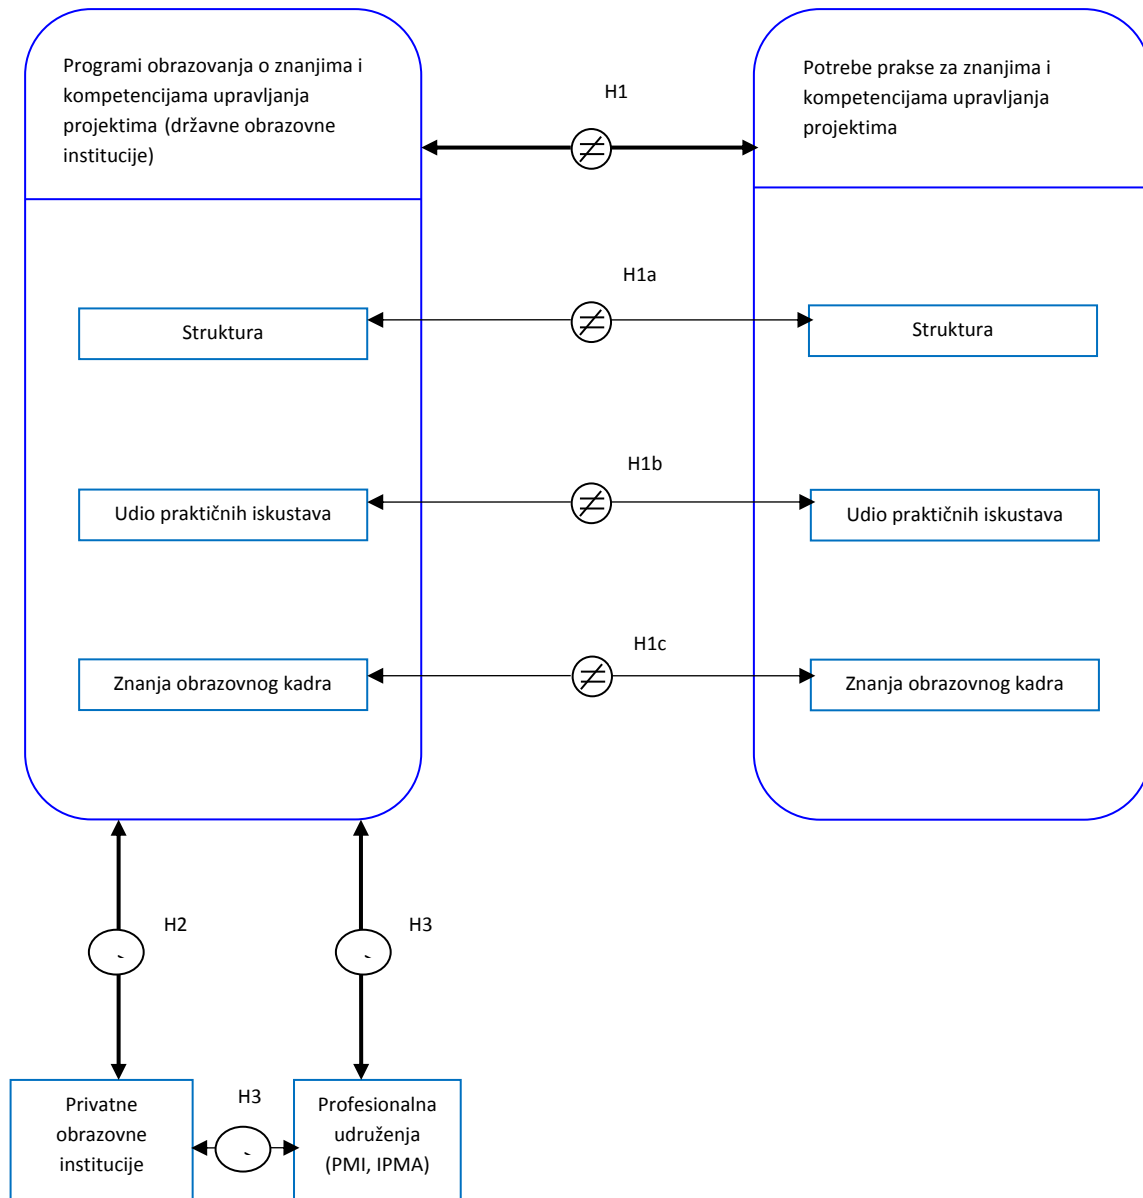 Programi obrazovanja o znanjima i
kompetencijama upravljanja
projektima (državne obrazovne
institucije)
H1
≠
Potrebe prakse za znanjima i
kompetencijama upravljanja
projektima
H1a
Struktura
≠
Struktura
H1b
Udio praktičnih iskustava
≠
Udio praktičnih iskustava
H1c
Znanja obrazovnog kadra
≠
Znanja obrazovnog kadra
H2
H3
Privatne
obrazovne
institucije
H3
Profesionalna
udruženja
(PMI, IPMA)